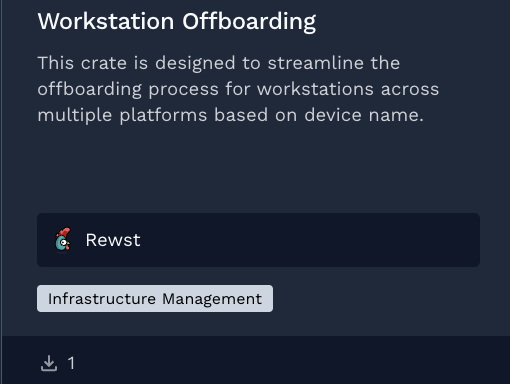 Workstation Offboarding
This crate is designed to streamline the
offboarding process for workstations across
multiple platforms based on device name.
Rewst
Infrastructure Management
1